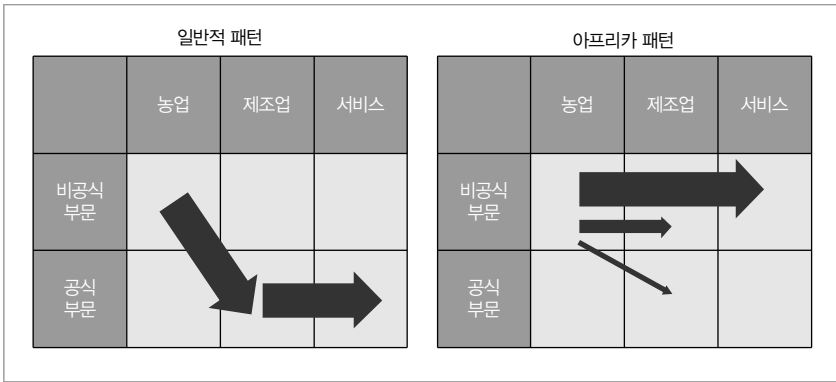 일반적 패턴
농업 제조업 서비스
비공식
부문
공식
부문
아프리카 패턴
농업 제조업 서비스
비공식
부문
공식
부문